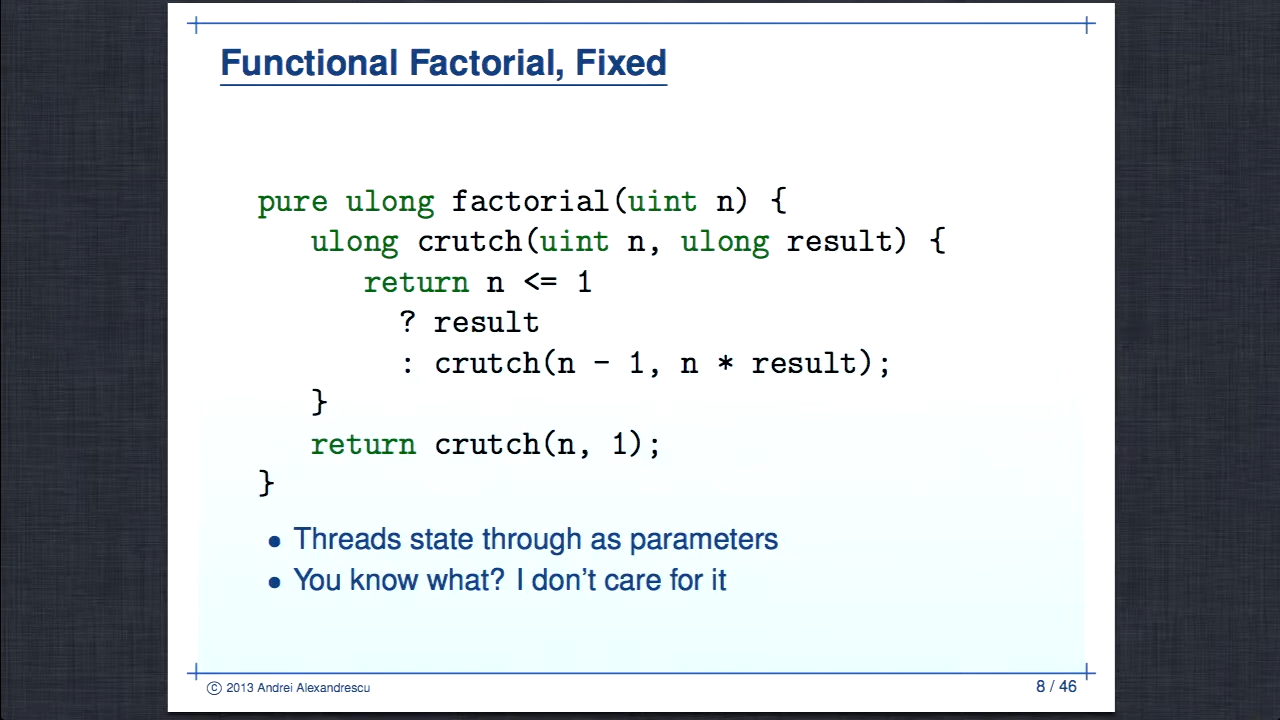 Functional Factorial, Fixed
pure ulong factorial(uint n) {
ulong crutch(uint n, ulong result) {
return n <= 1
? result
: crutch(n - 1, n * result);
}
return crutch(n, 1);
}
• Threads state through as parameters
• You know what? I don't care for it
© 2013 Andrei Alexandrescu
8 / 46